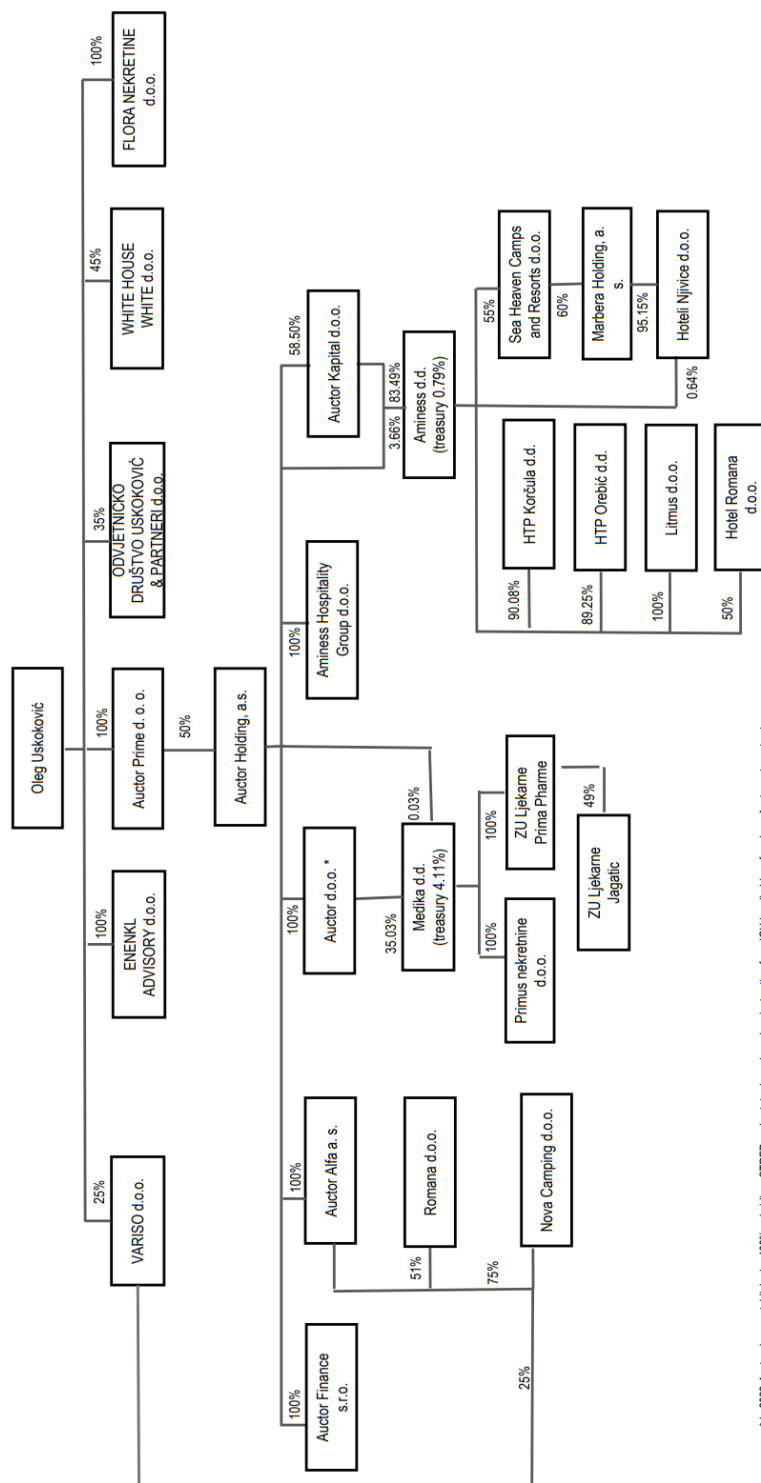 Oleg Uskoković
25%
100%
100%
35%
45%
100%
VARISO d.o.o.
ENENKL
ADVISORY d.o.o.
Auctor Prime d. o. o.
ODVJETNICKO
DRUŠTVO USKOKOVIĆ
& PARTNERI d.o.o.
WHITE HOUSE
WHITE d.o.o.
FLORA NEKRETINE
d.o.o.
50%
Auctor Holding, a.s.
100%
100%
100%
100%
58.50%
Auctor Finance
s.r.o.
Auctor Alfa a. s.
Auctor d.o.o. *
Aminess Hospitality
Group d.o.o.
Auctor Kapital d.o.o.
35.03%
0.03%
3.66%
83.49%
51%
Romana d.o.o.
Medika d.d.
(treasury 4.11%)
Aminess d.d.
(treasury 0.79%)
100%
100%
55%
75%
25%
Nova Camping d.o.o.
Primus nekretnine
d.o.o.
ZU Ljekarne
Prima Pharme
49%
ZU Ljekarne
Jagatic
90.08%
HTP Korčula d.d.
89.25%
HTP Orebić d.d.
100%
Litmus d.o.o.
50%
Hotel Romana
d.o.o.
Sea Heaven Camps
and Resorts d.o.o.
60%
Marbera Holding, a.
s.
95.15%
0.64%
Hoteli Njivice d.o.o.